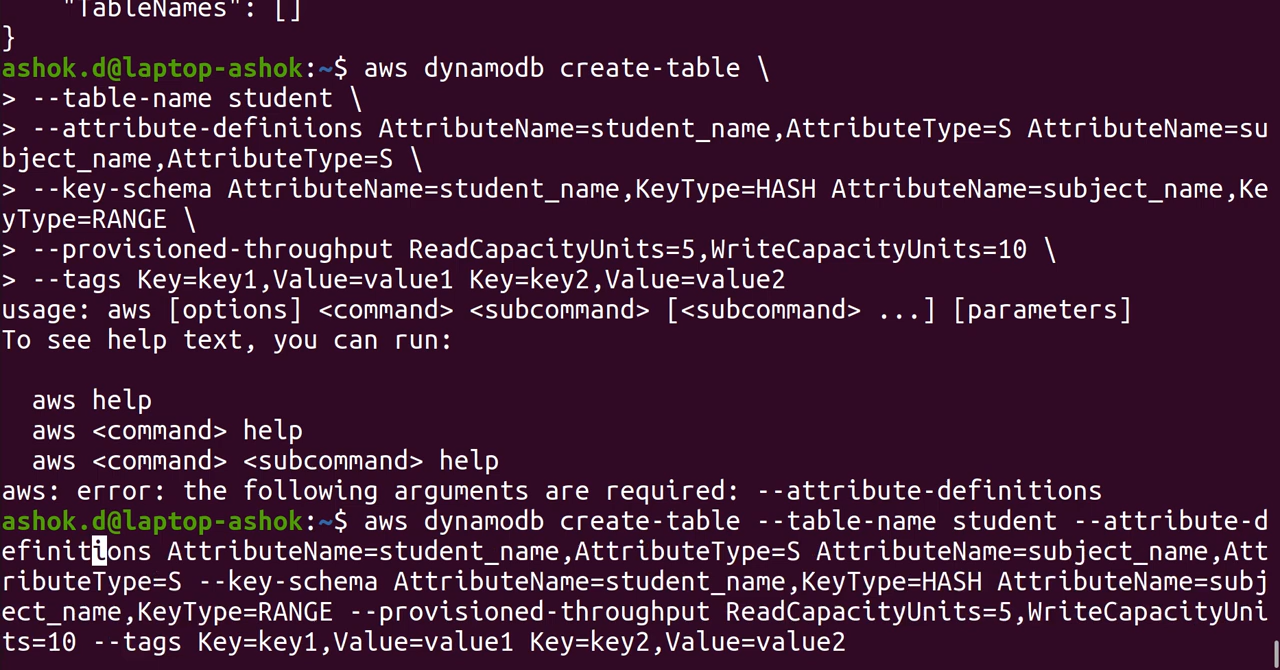 "TableNames": []
}
ashok.d@laptop-ashok:~$ aws dynamodb create-table \
> --table-name student \
> --attribute-definiions AttributeName=student_name,AttributeType=S AttributeName=su
bject_name,AttributeType=S \
> --key-schema AttributeName=student_name,KeyType=HASH AttributeName=subject_name,Ke
yType=RANGE \
> --provisioned-throughput ReadCapacityUnits=5,WriteCapacityUnits=10 \
> --tags Key=key1,Value=value1 Key=key2,Value=value2
usage: aws [options] <command> <subcommand> [<subcommand> ...] [parameters]
To see help text, you can run:

  aws help
  aws <command> help
  aws <command> <subcommand> help
aws: error: the following arguments are required: --attribute-definitions
ashok.d@laptop-ashok:~$ aws dynamodb create-table --table-name student --attribute-d
efinitions AttributeName=student_name,AttributeType=S AttributeName=subject_name,Att
ributeType=S --key-schema AttributeName=student_name,KeyType=HASH AttributeName=subj
ect_name,KeyType=RANGE --provisioned-throughput ReadCapacityUnits=5,WriteCapacityUni
ts=10 --tags Key=key1,Value=value1 Key=key2,Value=value2